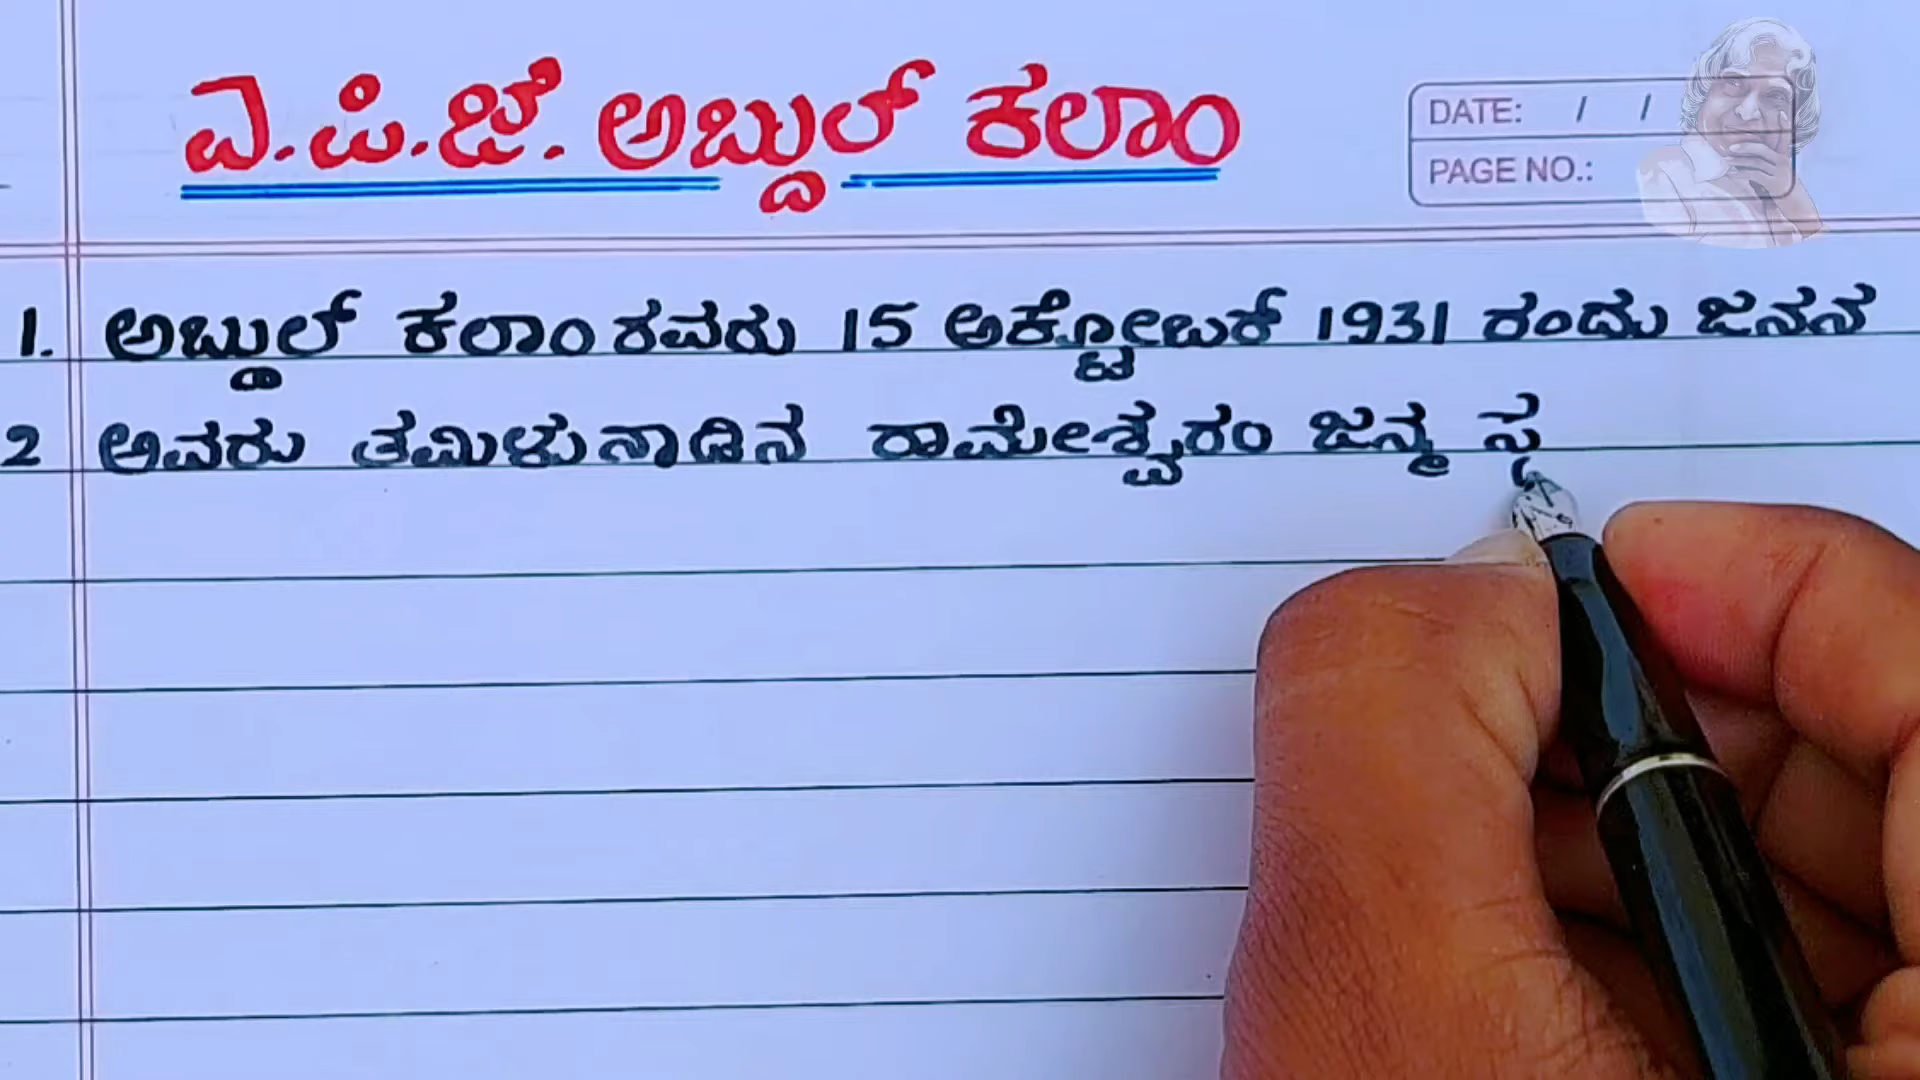 ಎ.ಪಿ.ಜೆ. ಅಬ್ದುಲ್ ಕಲಾಂ
DATE: / /
PAGE NO.:
1. ಅಬ್ದುಲ್ ಕಲಾಂರವರು 15 ಅಕ್ಟೋಬರ್ 1931 ರಂದು ಜನನ
2 ಅವರು ತಮಿಳುನಾಡಿನ ರಾಮೇಶ್ವರಂ ಜನ್ಮ